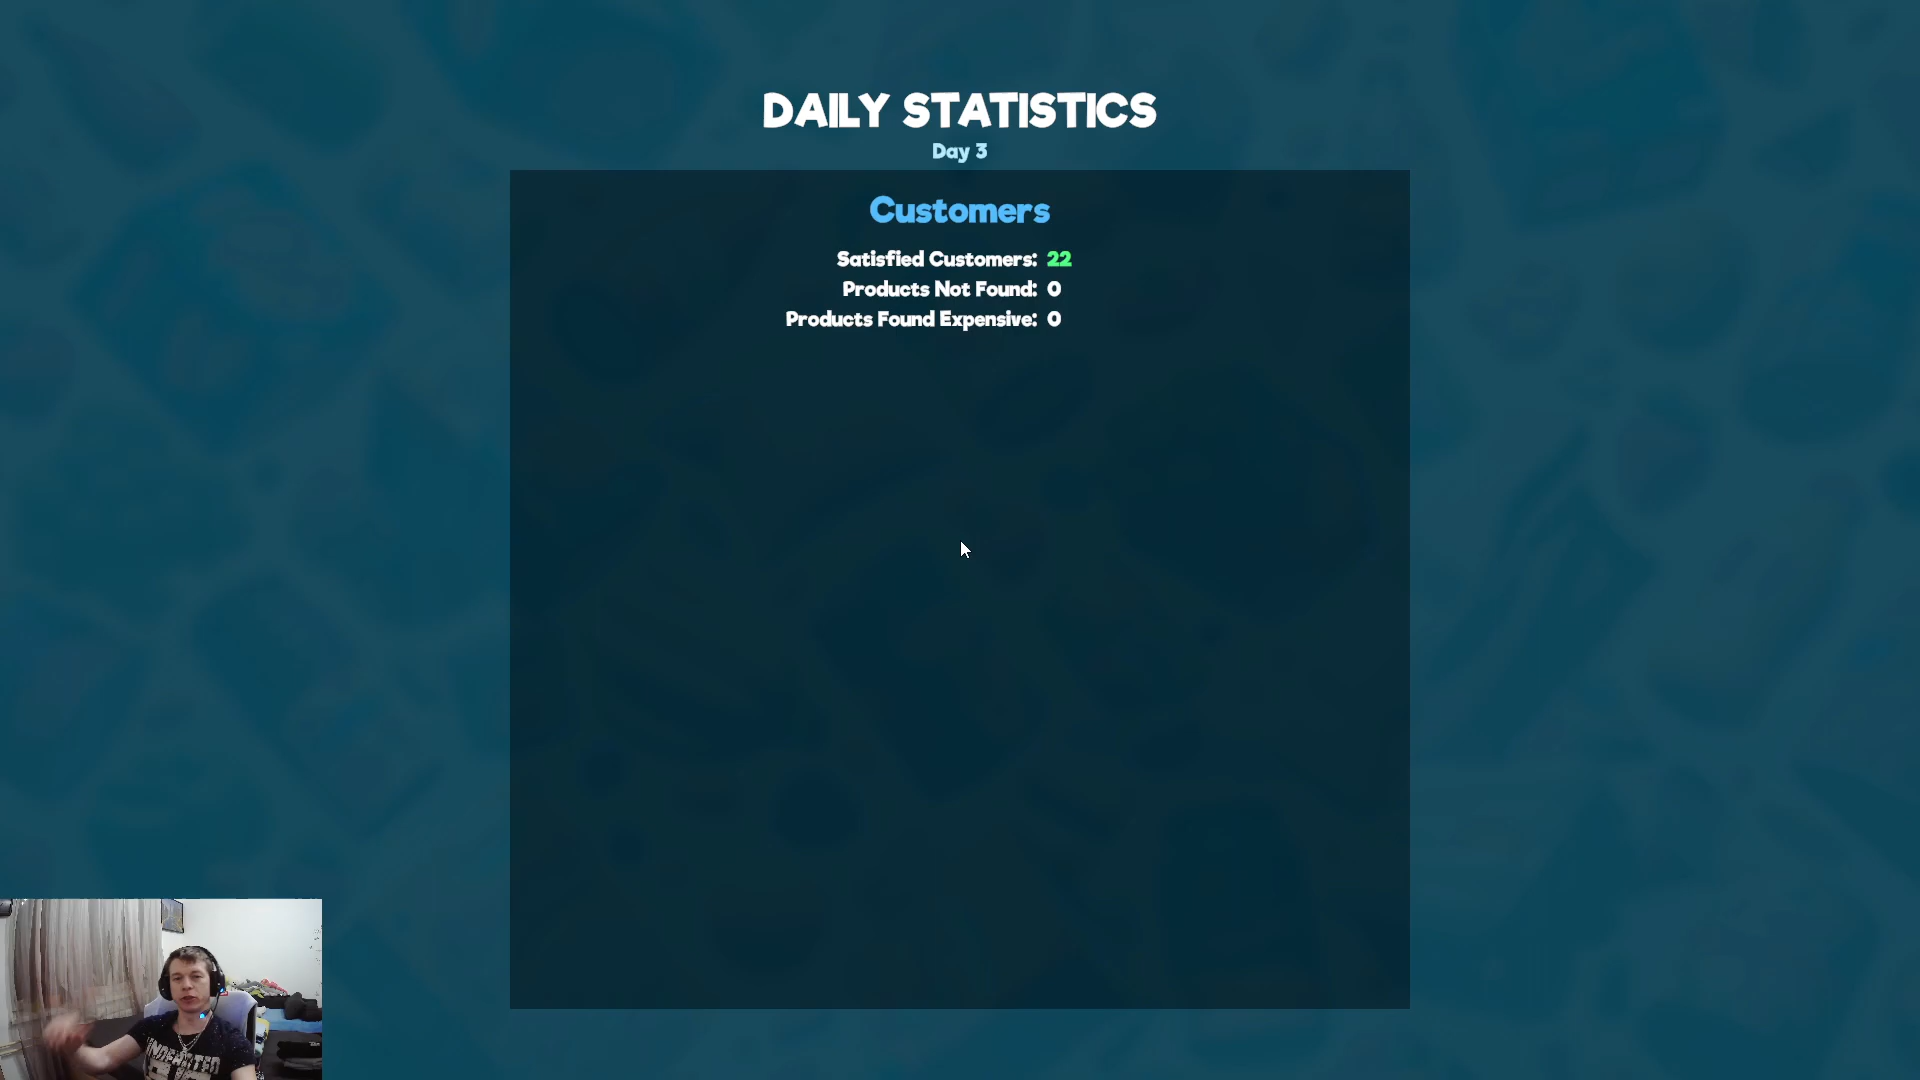 DAILY STATISTICS
Day 3
Customers
Satisfied Customers: 22
Products Not Found: 0
Products Found Expensive: 0